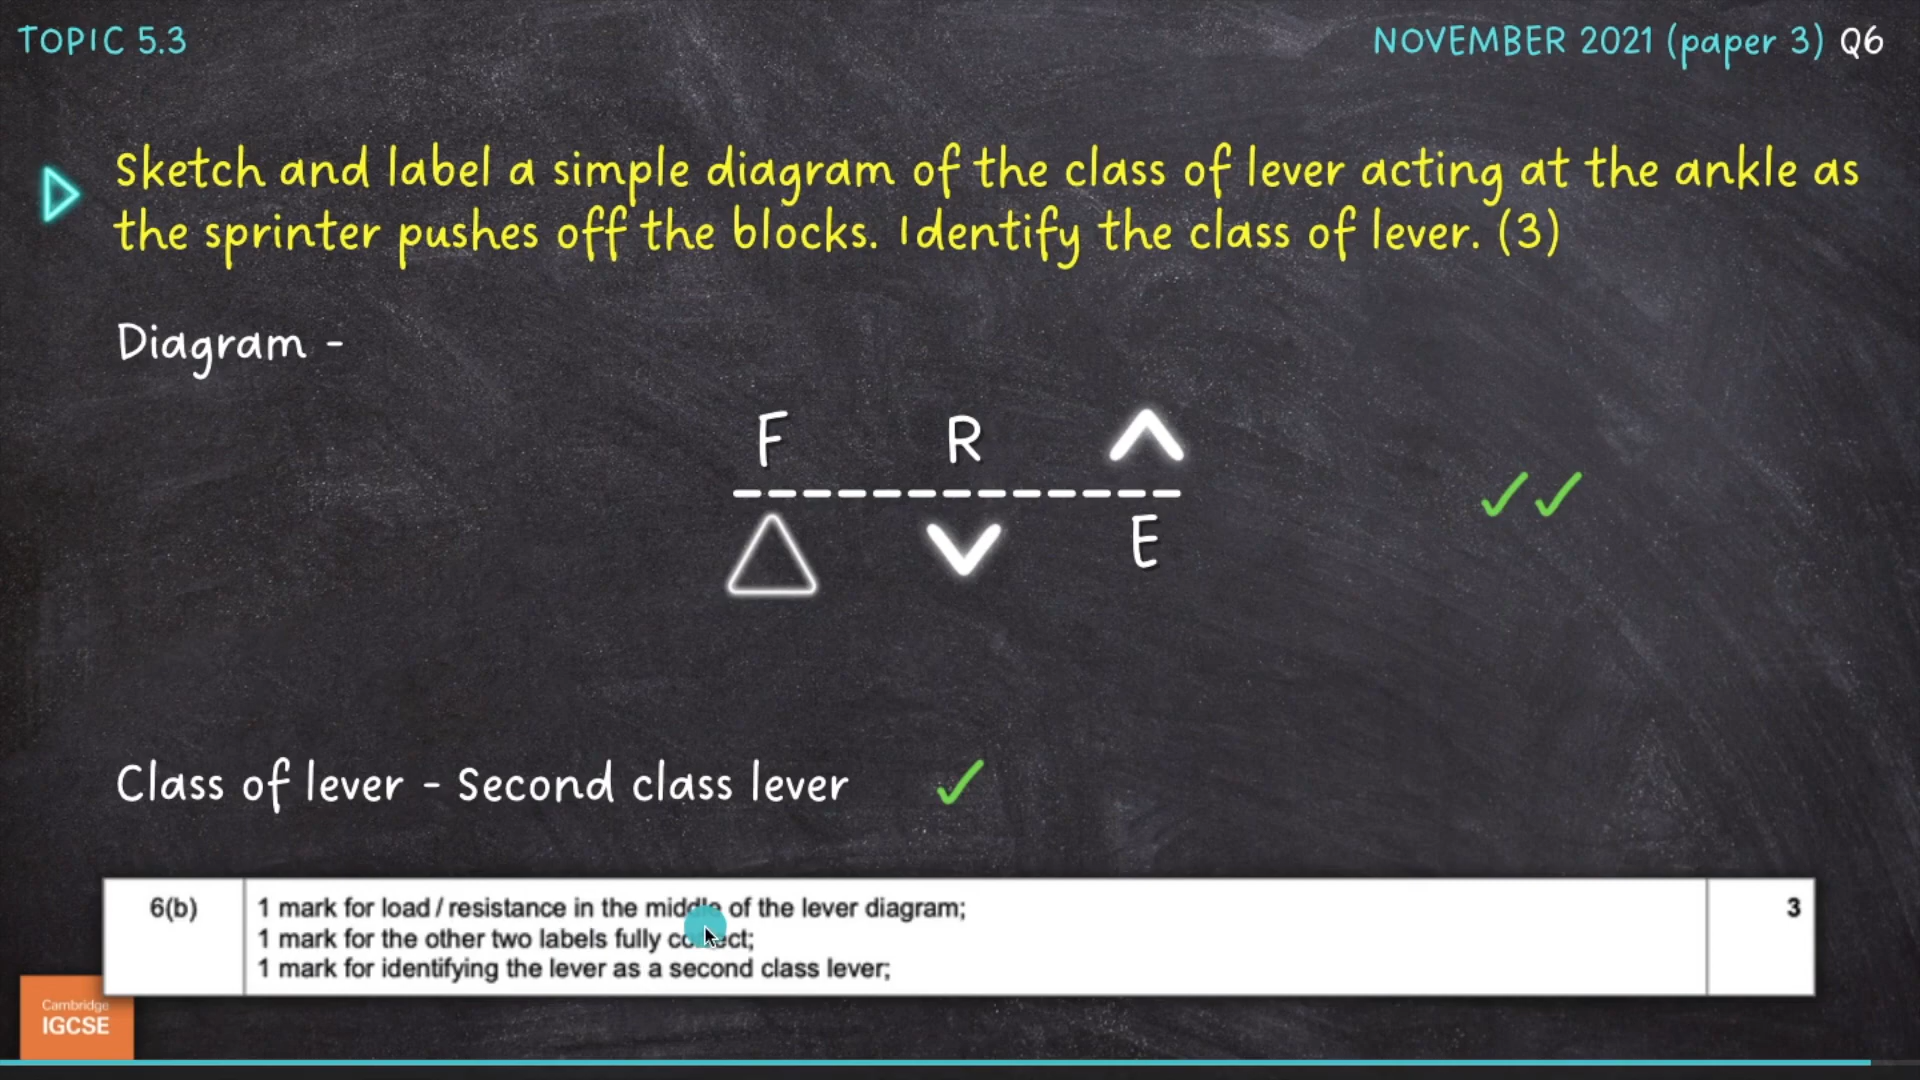 TOPIC 5.3
NOVEMBER 2021 (paper 3) Q6
Sketch and label a simple diagram of the class of lever acting at the ankle as
the sprinter pushes off the blocks. Identify the class of lever. (3)
Diagram -
F R
E
Class of lever - Second class lever
6(b) 1 mark for load / resistance in the middle of the lever diagram; 3
1 mark for the other two labels fully correct;
1 mark for identifying the lever as a second class lever;
Cambridge
IGCSE